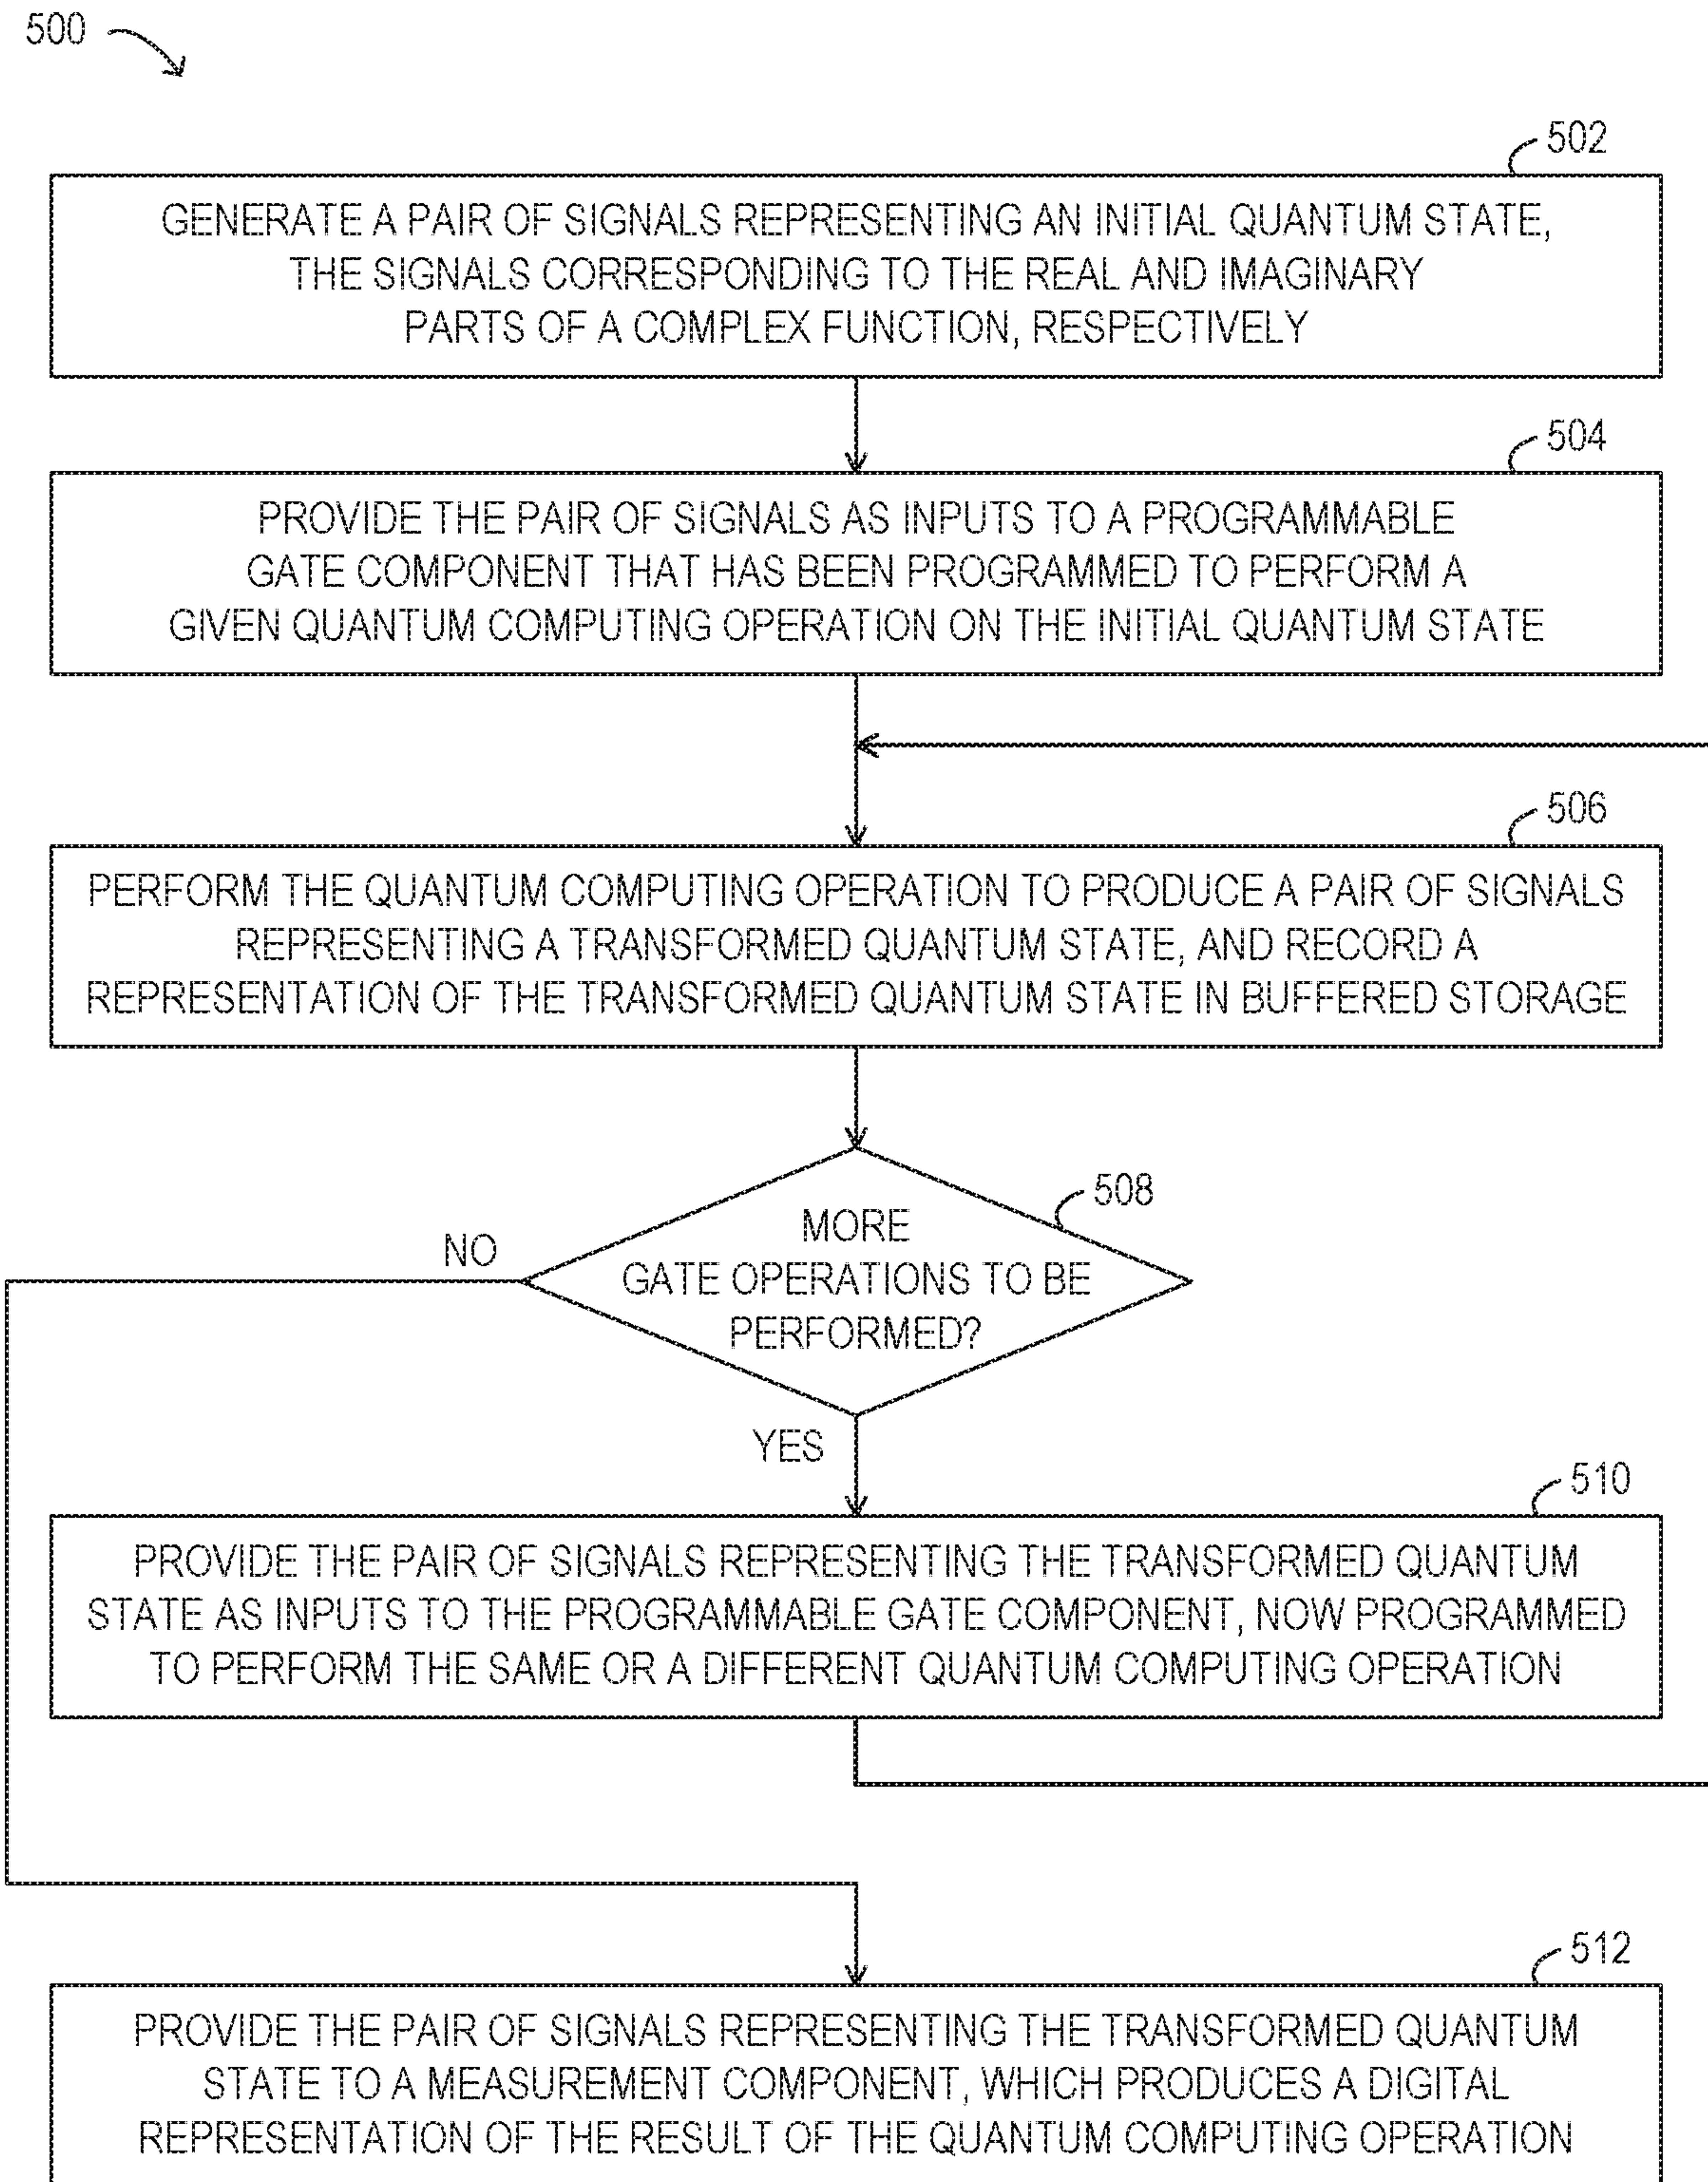 500
502
GENERATE A PAIR OF SIGNALS REPRESENTING AN INITIAL QUANTUM STATE,
THE SIGNALS CORRESPONDING TO THE REAL AND IMAGINARY
PARTS OF A COMPLEX FUNCTION, RESPECTIVELY
504
PROVIDE THE PAIR OF SIGNALS AS INPUTS TO A PROGRAMMABLE
GATE COMPONENT THAT HAS BEEN PROGRAMMED TO PERFORM A
GIVEN QUANTUM COMPUTING OPERATION ON THE INITIAL QUANTUM STATE
506
PERFORM THE QUANTUM COMPUTING OPERATION TO PRODUCE A PAIR OF SIGNALS
REPRESENTING A TRANSFORMED QUANTUM STATE, AND RECORD A
REPRESENTATION OF THE TRANSFORMED QUANTUM STATE IN BUFFERED STORAGE
508
MORE
GATE OPERATIONS TO BE
PERFORMED?
NO
YES
510
PROVIDE THE PAIR OF SIGNALS REPRESENTING THE TRANSFORMED QUANTUM
STATE AS INPUTS TO THE PROGRAMMABLE GATE COMPONENT, NOW PROGRAMMED
TO PERFORM THE SAME OR A DIFFERENT QUANTUM COMPUTING OPERATION
512
PROVIDE THE PAIR OF SIGNALS REPRESENTING THE TRANSFORMED QUANTUM
STATE TO A MEASUREMENT COMPONENT, WHICH PRODUCES A DIGITAL
REPRESENTATION OF THE RESULT OF THE QUANTUM COMPUTING OPERATION